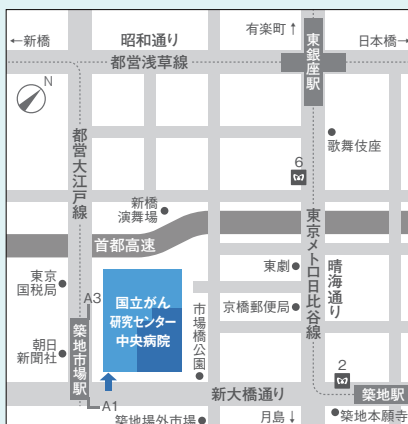 ←新橋
昭和通り
有楽町↑
日本橋→
都営浅草線
東銀座駅
N
都営大江戸線
歌舞伎座
6
新橋
演舞場
首都高速
東京メトロ日比谷線
晴海通り
東劇
東京
国税局
A3
国立がん
研究センター
中央病院
市場橋公園
京橋郵便局
朝日
新聞社
築地市場駅
2
A1
新大橋通り
築地駅
築地場外市場
月島↓
築地本願寺